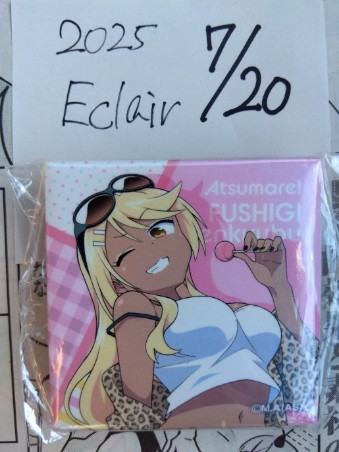 2025
7/20
Eclair
Atsumare!
FUSHIGI